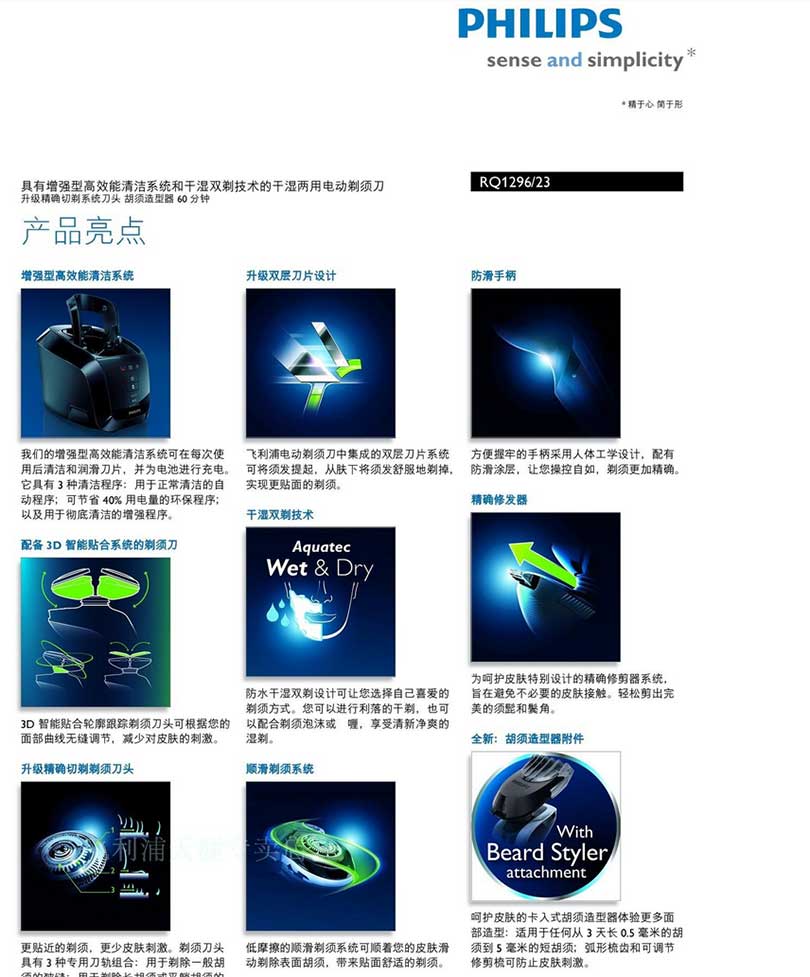 PHILIPS
sense and simplicity*
* 精于心 简于形
具有增强型高效能清洁系统和干湿双剃技术的干湿两用电动剃须刀
升级精确切剃系统刀头 胡须造型器 60 分钟
RQ1296/23
产品亮点
增强型高效能清洁系统
我们的增强型高效能清洁系统可在每次使
用后清洁和润滑刀片，并为电池进行充电。
它具有 3 种清洁程序：用于正常清洁的自
动程序；可节省 40% 用电量的环保程序；
以及用于彻底清洁的增强程序。
配备 3D 智能贴合系统的剃须刀
3D 智能贴合轮廓跟踪剃须刀头可根据您的
面部曲线无缝调节，减少对皮肤的刺激。
升级精确切剃剃须刀头
1
2
3
更贴近的剃须，更少皮肤刺激。剃须刀头
具有 3 种专用刀轨组合：用于剃除一般胡
升级双层刀片设计
飞利浦电动剃须刀中集成的双层刀片系统
可将须发提起，从肤下将须发舒服地剃掉，
实现更贴面的剃须。
干湿双剃技术
Aquatec
Wet & Dry
防水干湿双剃设计可让您选择自己喜爱的
剃须方式。您可以进行利落的干剃，也可
以配合剃须泡沫或 喱，享受清新净爽的
湿剃。
顺滑剃须系统
低摩擦的顺滑剃须系统可顺着您的皮肤滑
动剃除表面胡须，带来贴面舒适的剃须。
防滑手柄
方便握牢的手柄采用人体工学设计，配有
防滑涂层，让您操控自如，剃须更加精确。
精确修发器
为呵护皮肤特别设计的精确修剪器系统，
旨在避免不必要的皮肤接触。轻松剪出完
美的须髭和鬓角。
全新：胡须造型器附件
With
Beard Styler
attachment
呵护皮肤的卡入式胡须造型器体验更多面
部造型：适用于任何从 3 天长 0.5 毫米的胡
须到 5 毫米的短胡须；弧形梳齿和可调节
修剪梳可防止皮肤刺激。